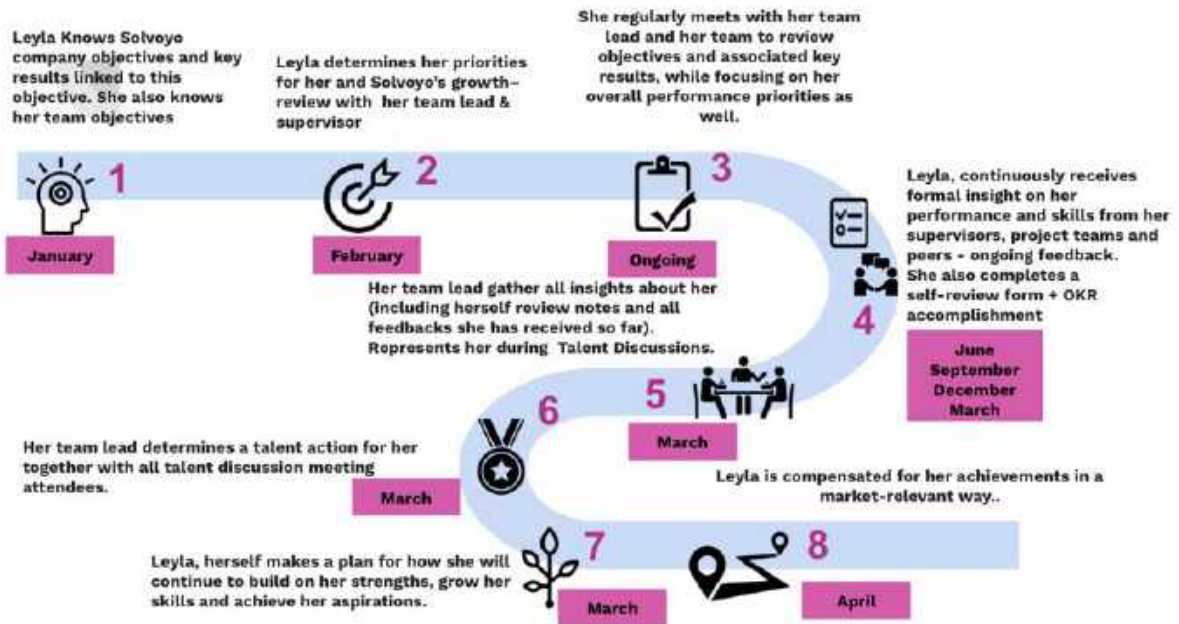 Leyla Knows Solvoyo
company objectives and key
results linked to this
objective. She also knows
her team objectives
1
January
Leyla determines her priorities
for her and Solvoyo's growth–
review with her team lead &
supervisor
2
February
She regularly meets with her team
lead and her team to review
objectives and associated key
results, while focusing on her
overall performance priorities as
well.
3
Ongoing
Leyla, continuously receives
formal insight on her
performance and skills from her
supervisors, project teams and
peers - ongoing feedback.
She also completes a
self-review form + OKR
accomplishment
4
June
September
December
March
Her team lead gather all insights about her
(including herself review notes and all
feedbacks she has received so far).
Represents her during Talent Discussions.
5
March
6
Her team lead determines a talent action for her
together with all talent discussion meeting
attendees.
March
Leyla, herself makes a plan for how she will
continue to build on her strengths, grow her
skills and achieve her aspirations.
7
March
Leyla is compensated for her achievements in a
market-relevant way..
8
April